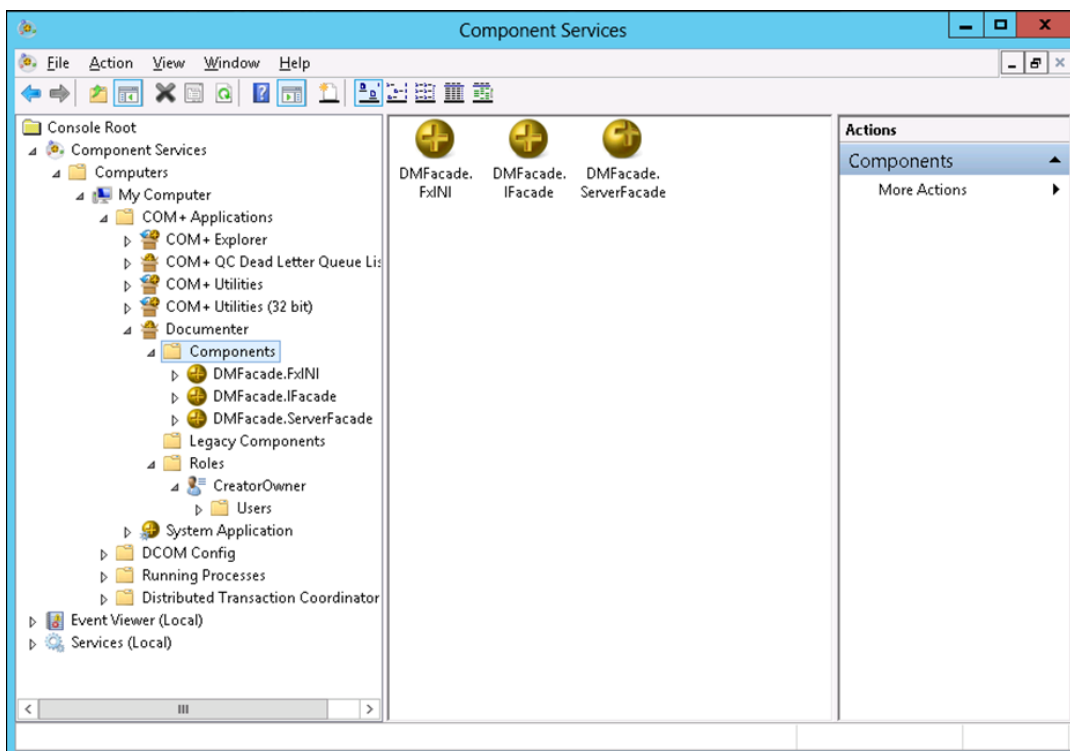 Component Services
File Action View Window Help
Console Root
Component Services
Computers
My Computer
COM+ Applications
COM+ Explorer
COM+ QC Dead Letter Queue Lis
COM+ Utilities
COM+ Utilities (32 bit)
Documenter
Components
DMFacade.FxINI
DMFacade.IFacade
DMFacade.ServerFacade
Legacy Components
Roles
CreatorOwner
Users
System Application
DCOM Config
Running Processes
Distributed Transaction Coordinator
Event Viewer (Local)
Services (Local)
DMFacade.
FxINI
DMFacade.
IFacade
DMFacade.
ServerFacade
Actions
Components
More Actions